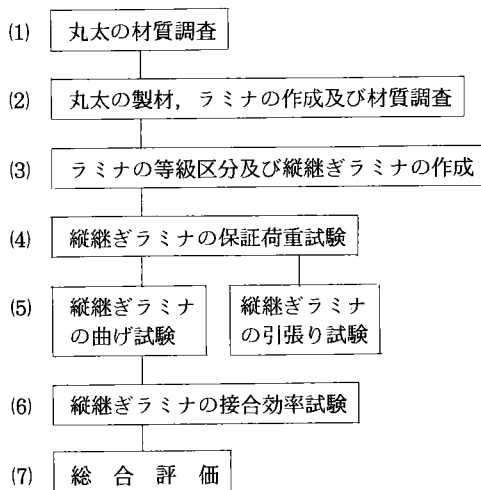 (1) 丸太の材質調査
(2) 丸太の製材，ラミナの作成及び材質調査
(3) ラミナの等級区分及び縦継ぎラミナの作成
(4) 縦継ぎラミナの保証荷重試験
(5) 縦継ぎラミナ
の曲げ試験
縦継ぎラミナ
の引張り試験
(6) 縦継ぎラミナの接合効率試験
(7) 総合評価